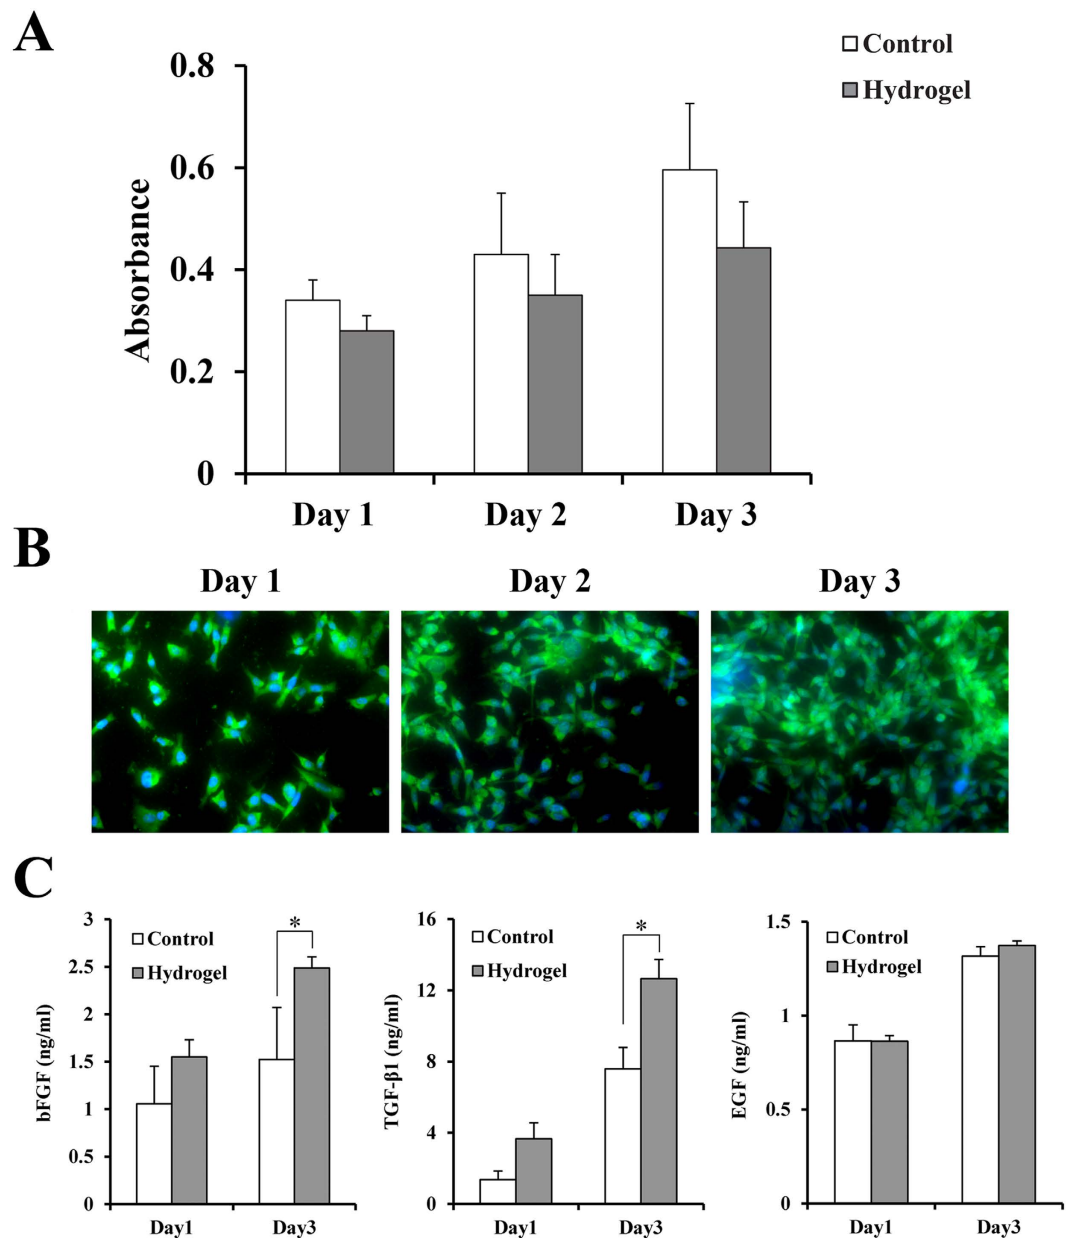 A
Control
Hydrogel
0.8
0.6
0.4
0.2
0
Absorbance
Day 1
Day 2
Day 3
B
Day 1
Day 2
Day 3
C
3
2.5
2
1.5
1
0.5
0
bFGF (ng/ml)
Control
Hydrogel
*
Day1
Day3
16
12
8
4
0
TGF-β1 (ng/ml)
Control
Hydrogel
*
Day1
Day3
1.5
1
0.5
0
EGF (ng/ml)
Control
Hydrogel
Day1
Day3